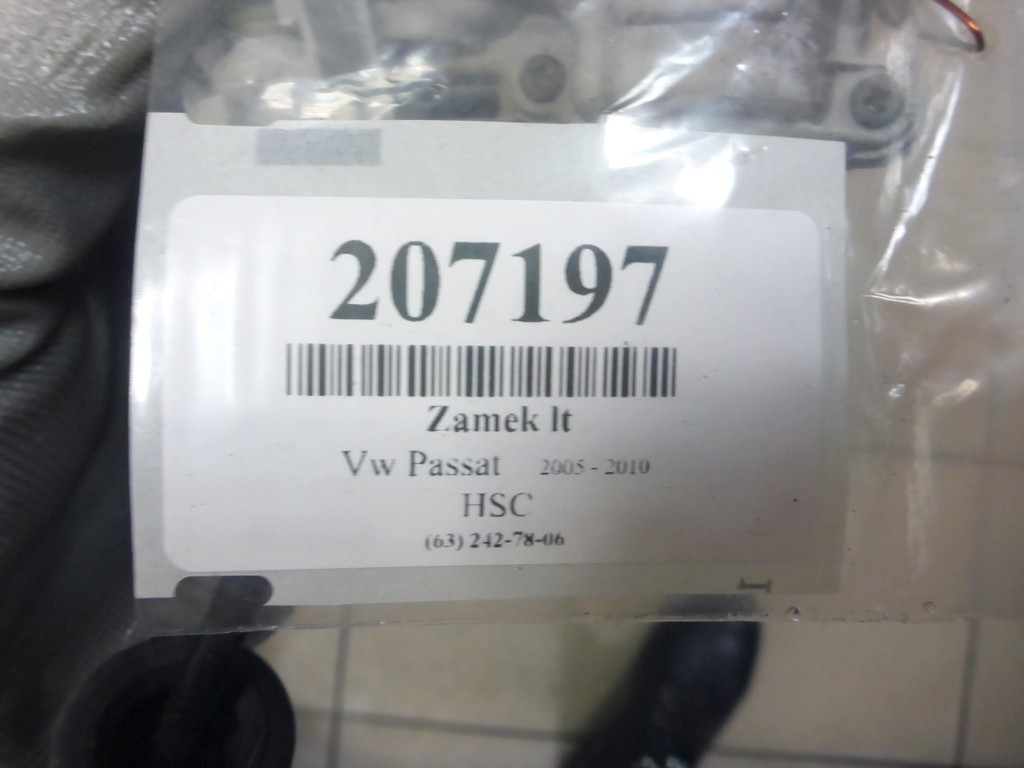 207197
Zamek lt
Vw Passat 2005 - 2010
HSC
(63) 242-78-06